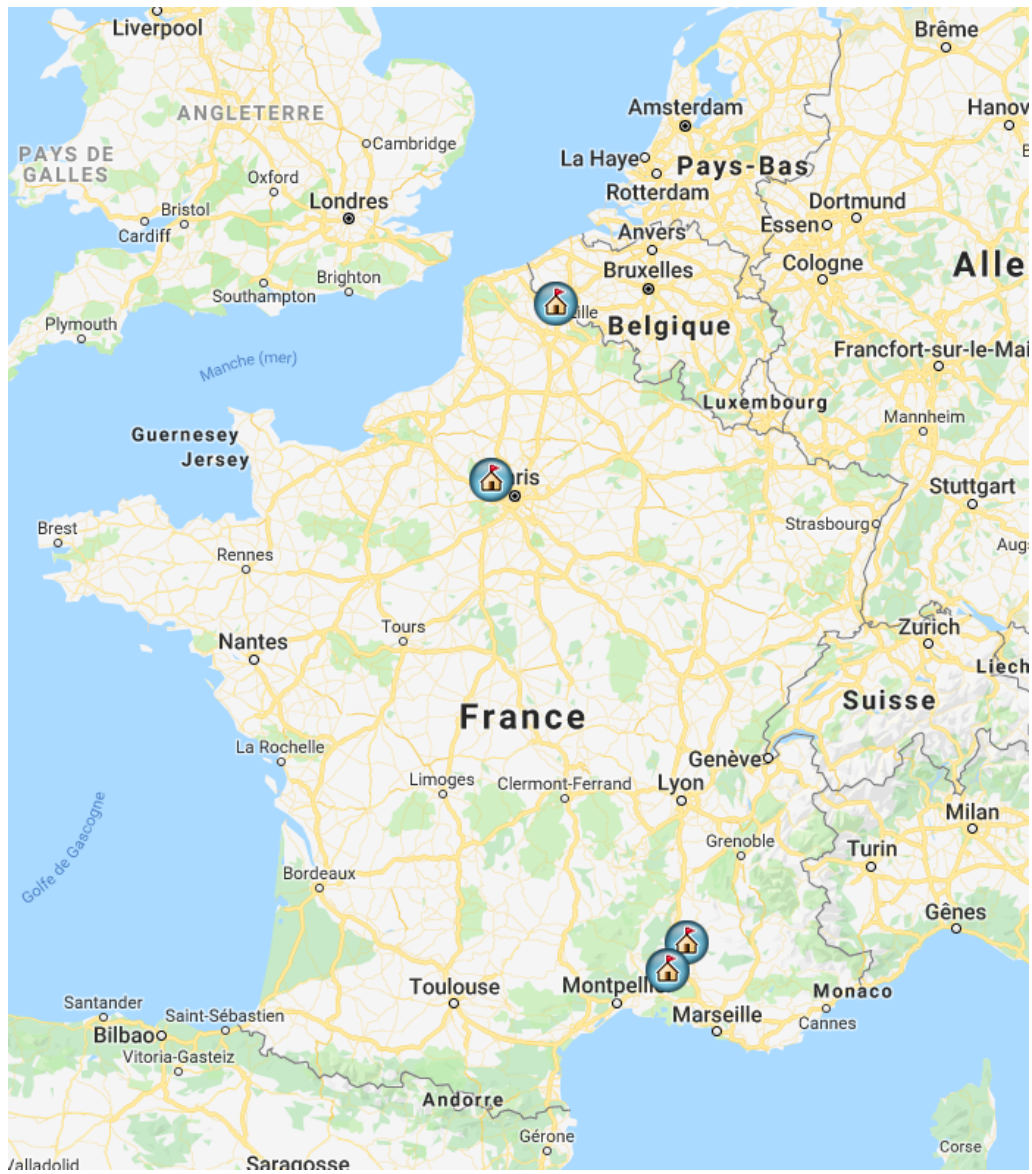 Liverpool
Brême
ANGLETERRE
Amsterdam
Hanov
Cambridge
PAYS DE
GALLES
La Haye
Pays-Bas
Oxford
Rotterdam
Londres
Dortmund
Bristol
Essen
Cardiff
Anvers
Bruxelles
Cologne
Alle
Brighton
Southampton
Plymouth
ille
Belgique
Manche (mer)
Francfort-sur-le-Mai
Luxembourg
Mannheim
Guernesey
Jersey
ris
Stuttgart
Brest
Strasbourg
Rennes
Augs
Tours
Zurich
Nantes
Liech
France
Suisse
La Rochelle
Genève
Limoges
Clermont-Ferrand
Lyon
Milan
Golfe de Gascogne
Grenoble
Turin
Bordeaux
Gênes
Toulouse
Montpelli
Monaco
Santander
Saint-Sébastien
Marseille
Cannes
Bilbao
Vitoria-Gasteiz
Andorre
Gérone
Corse
Valladolid
Saragosse